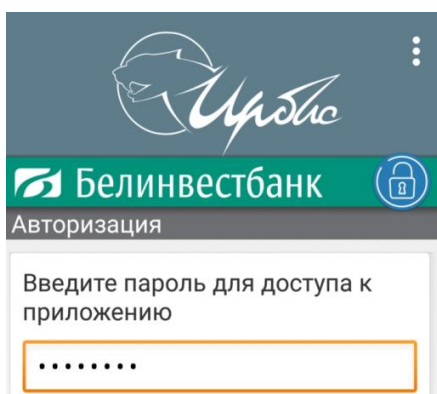 Ирбис
Белинвестбанк
Авторизация
Введите пароль для доступа к
приложению
••••••••